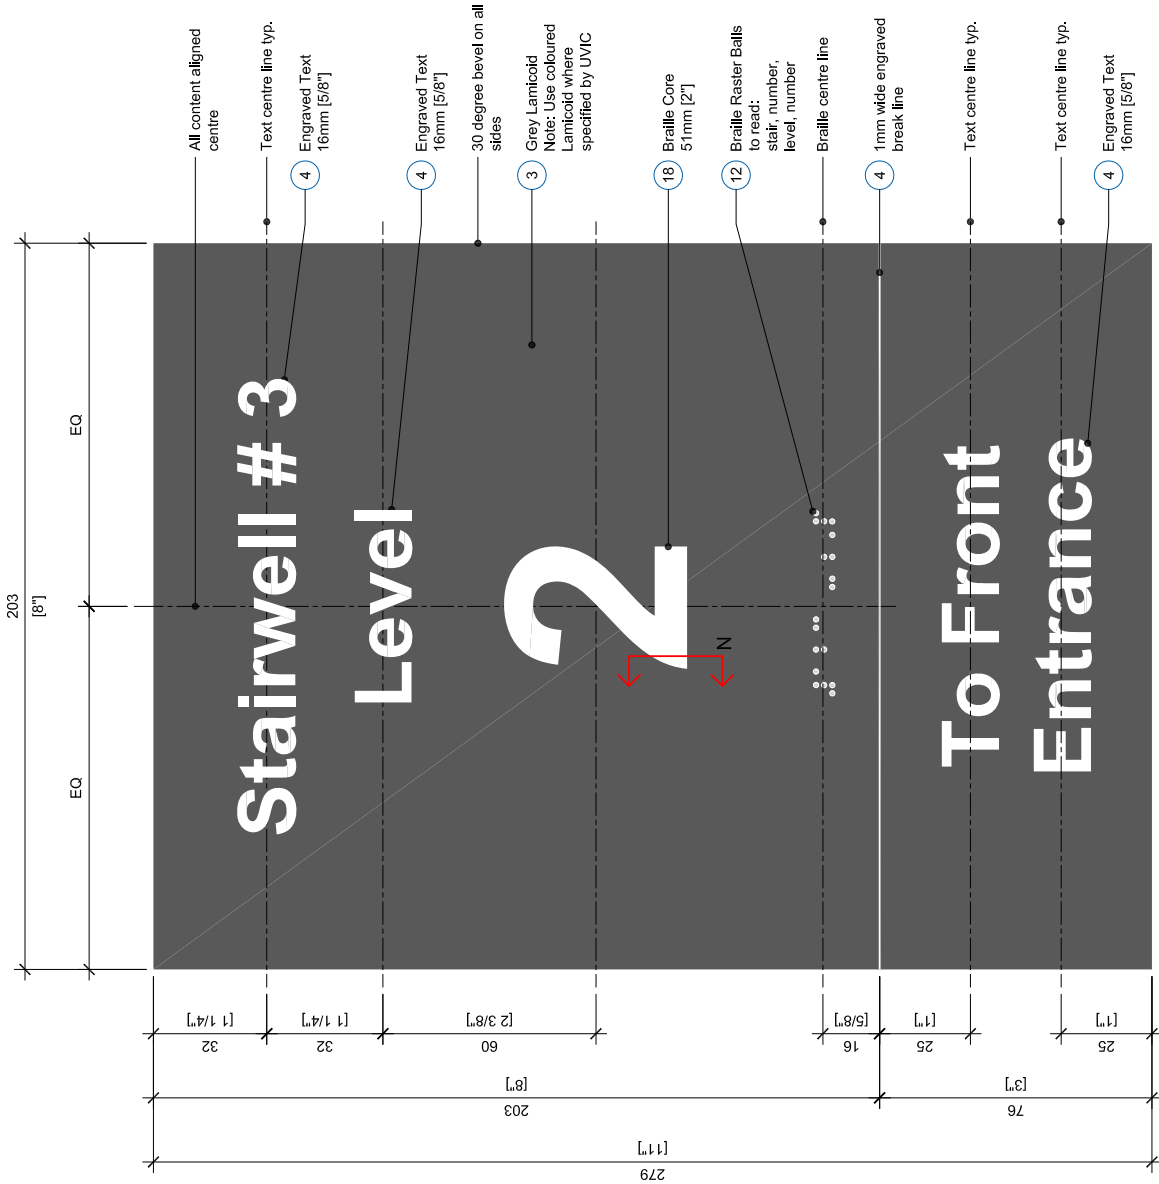 Stairwell # 3
Level
2
To Front
Entrance
All content aligned
centre
Text centre line typ.
4
Engraved Text
16mm [5/8"]
4
Engraved Text
16mm [5/8"]
30 degree bevel on all
sides
3
Grey Lamicoid
Note: Use coloured
Lamicoid where
specified by UVIC
18
Braille Core
51mm [2"]
12
Braille Raster Balls
to read:
stair, number,
level, number
Braille centre line
4
1mm wide engraved
break line
Text centre line typ.
Text centre line typ.
4
Engraved Text
16mm [5/8"]
203
[8"]
EQ
EQ
N
32
[1 1/4"]
32
[1 1/4"]
60
[2 3/8"]
16
[5/8"]
25
[1"]
25
[1"]
203
[8"]
76
[3"]
279
[11"]